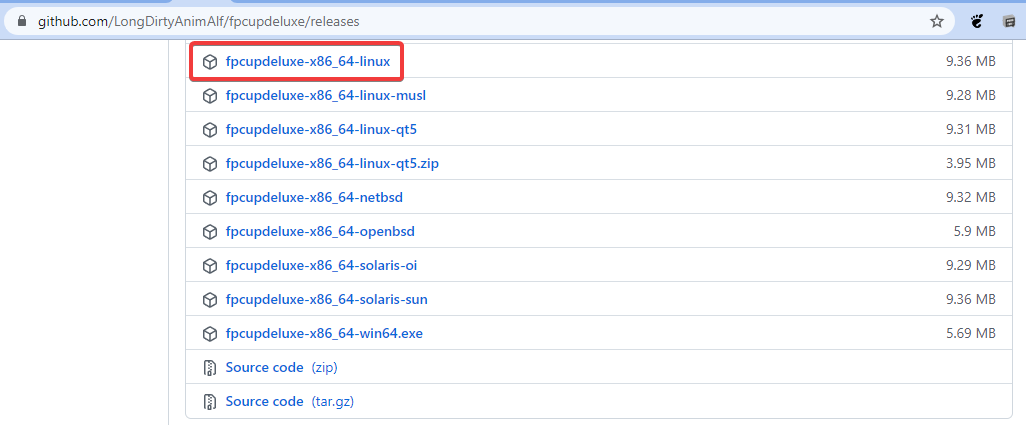 github.com/LongDirtyAnimAlf/fpcupdeluxe/releases
fpcupdeluxe-x86_64-linux 9.36 MB
fpcupdeluxe-x86_64-linux-musl 9.28 MB
fpcupdeluxe-x86_64-linux-qt5 9.31 MB
fpcupdeluxe-x86_64-linux-qt5.zip 3.95 MB
fpcupdeluxe-x86_64-netbsd 9.32 MB
fpcupdeluxe-x86_64-openbsd 5.9 MB
fpcupdeluxe-x86_64-solaris-oi 9.29 MB
fpcupdeluxe-x86_64-solaris-sun 9.36 MB
fpcupdeluxe-x86_64-win64.exe 5.69 MB
Source code (zip)
Source code (tar.gz)